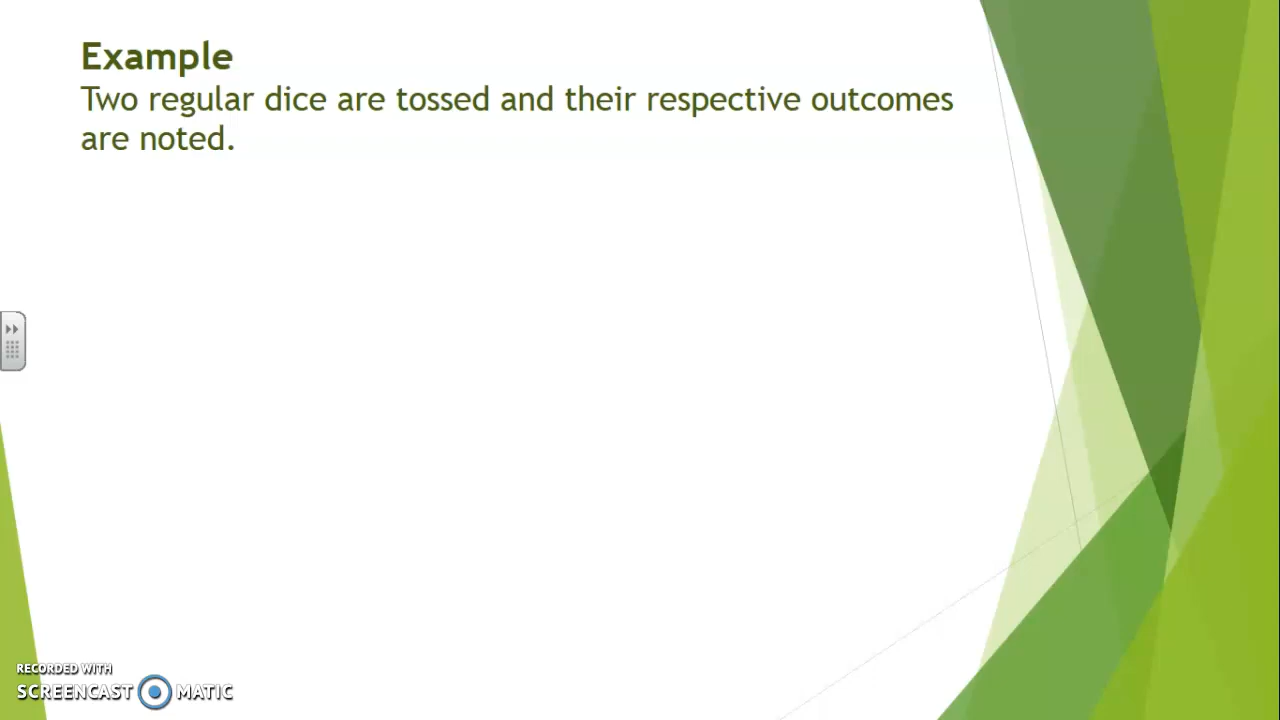 Example
Two regular dice are tossed and their respective outcomes
are noted.
RECORDED WITH
SCREENCAST MATIC